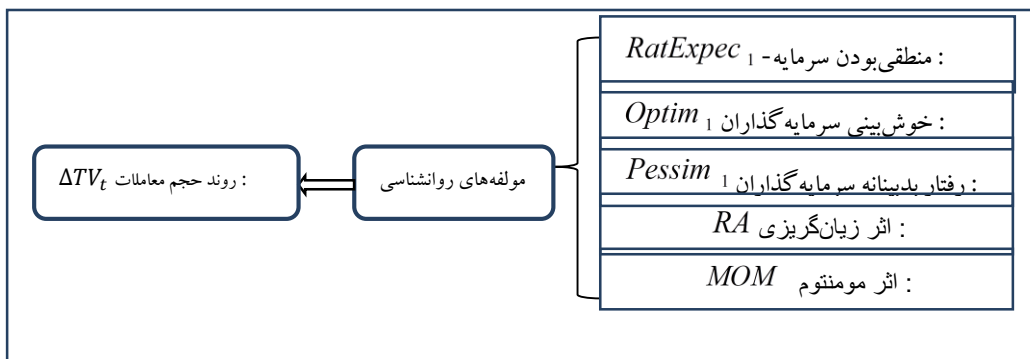 RatExpec 1 : منطقی‌بودن سرمایه-
Optim 1 : خوش‌بینی سرمایه‌گذاران
Pessim 1 : رفتار بدبینانه سرمایه‌گذاران
RA : اثر زیان‌گریزی
MOM : اثر مومنتوم
مولفه‌های روانشناسی
ΔTVₜ : روند حجم معاملات